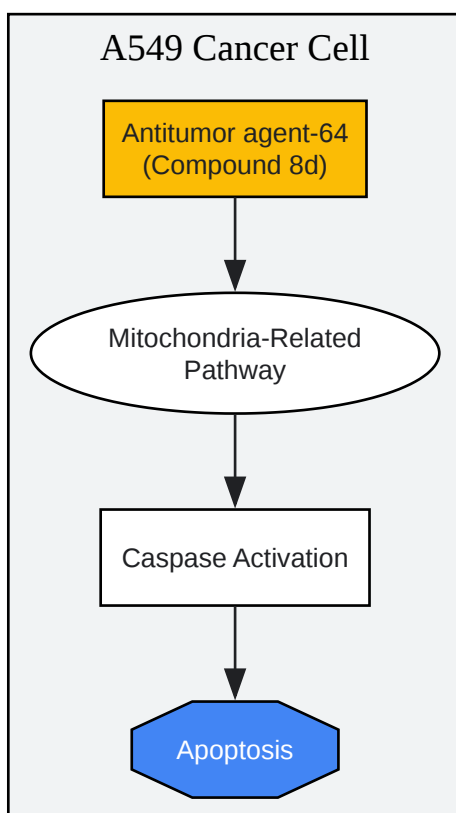 A549 Cancer Cell
Antitumor agent-64
(Compound 8d)
Mitochondria-Related
Pathway
Caspase Activation
Apoptosis